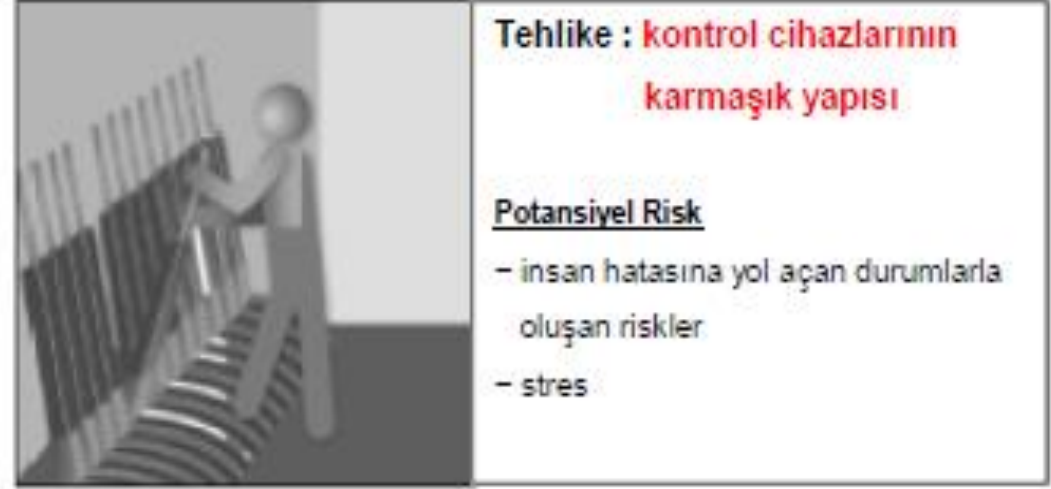 Tehlike : kontrol cihazlarının
karmaşık yapısı
Potansiyel Risk
− insan hatasına yol açan durumlarla
oluşan riskler
− stres